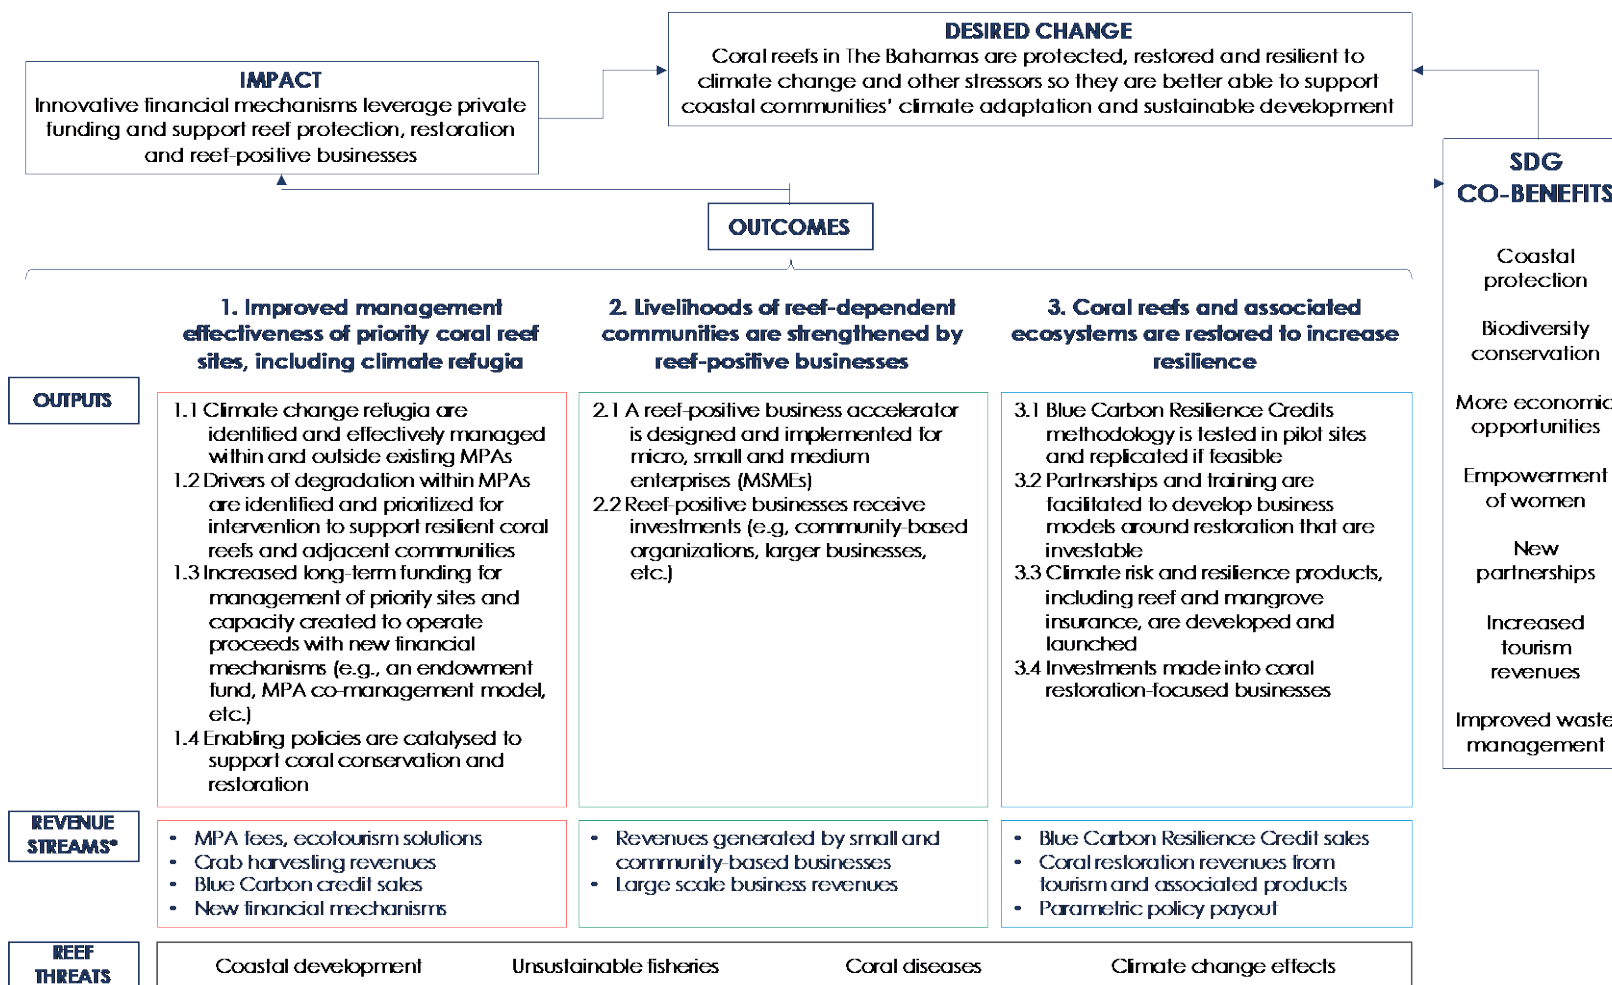 DESIRED CHANGE
Coral reefs in The Bahamas are protected, restored and resilient to
climate change and other stressors so they are better able to support
coastal communities' climate adaptation and sustainable development
IMPACT
Innovative financial mechanisms leverage private
funding and support reef protection, restoration
and reef-positive businesses
SDG
CO-BENEFITS
Coastal
protection
Biodiversity
conservation
More economic
opportunities
Empowerment
of women
New
partnerships
Increased
tourism
revenues
Improved waste
management
OUTCOMES
1. Improved management
effectiveness of priority coral reef
sites, including climate refugia
2. Livelihoods of reef-dependent
communities are strengthened by
reef-positive businesses
3. Coral reefs and associated
ecosystems are restored to increase
resilience
OUTPUTS
1.1 Climate change refugia are
identified and effectively managed
within and outside existing MPAs
1.2 Drivers of degradation within MPAs
are identified and prioritized for
intervention to support resilient coral
reefs and adjacent communities
1.3 Increased long-term funding for
management of priority sites and
capacity created to operate
proceeds with new financial
mechanisms (e.g., an endowment
fund, MPA co-management model,
etc.)
1.4 Enabling policies are catalysed to
support coral conservation and
restoration
2.1 A reef-positive business accelerator
is designed and implemented for
micro, small and medium
enterprises (MSMEs)
2.2 Reef-positive businesses receive
investments (e.g, community-based
organizations, larger businesses,
etc.)
3.1 Blue Carbon Resilience Credits
methodology is tested in pilot sites
and replicated if feasible
3.2 Partnerships and training are
facilitated to develop business
models around restoration that are
investable
3.3 Climate risk and resilience products,
including reef and mangrove
insurance, are developed and
launched
3.4 Investments made into coral
restoration-focused businesses
REVENUE
STREAMS*
• MPA fees, ecotourism solutions
• Crab harvesting revenues
• Blue Carbon credit sales
• New financial mechanisms
• Revenues generated by small and
community-based businesses
• Large scale business revenues
• Blue Carbon Resilience Credit sales
• Coral restoration revenues from
tourism and associated products
• Parametric policy payout
REEF
THREATS
Coastal development
Unsustainable fisheries
Coral diseases
Climate change effects